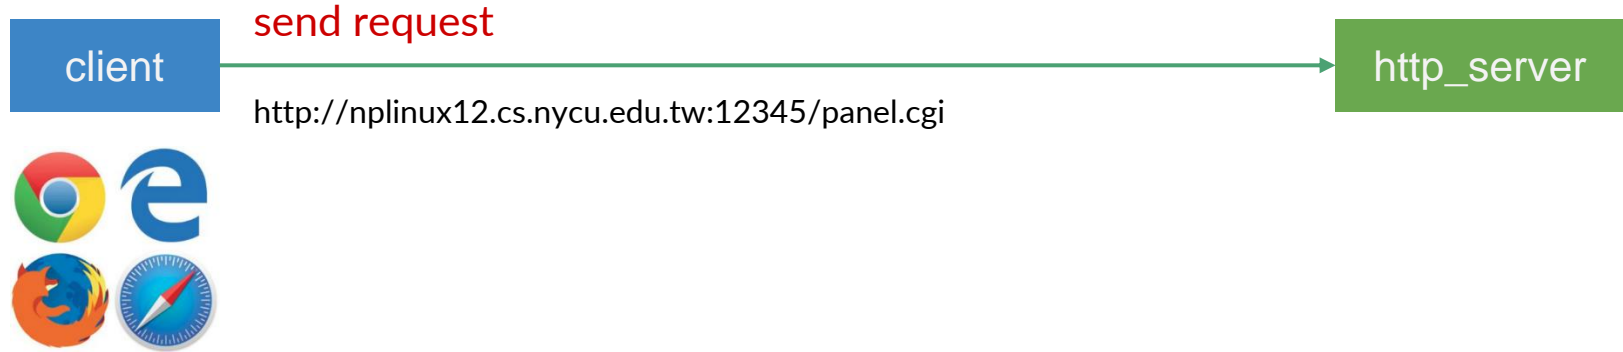 send request
client
http_server
http://nplinux12.cs.nycu.edu.tw:12345/panel.cgi